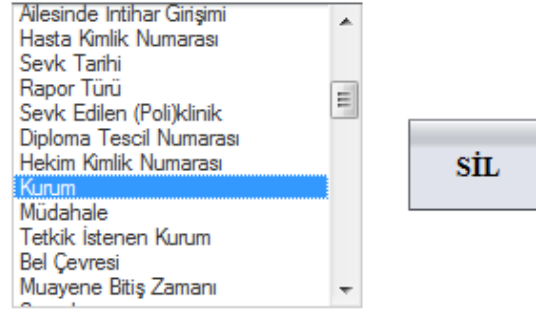 Ailesinde İntihar Girişimi
Hasta Kimlik Numarası
Sevk Tarihi
Rapor Türü
Sevk Edilen (Poli)klinik
Diploma Tescil Numarası
Hekim Kimlik Numarası
Kurum
Müdahale
Tetkik İstenen Kurum
Bel Çevresi
Muayene Bitiş Zamanı
SİL